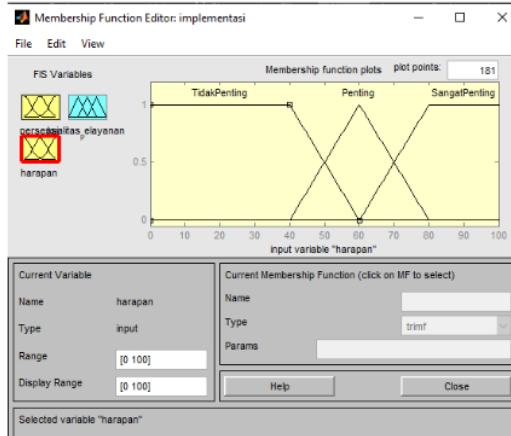 Membership Function Editor: implementasi
File Edit View
FIS Variables
Membership function plots
plot points:
181
harapan
TidakPenting
Penting
SangatPenting
1
0.5
0
0 10 20 30 40 50 60 70 80 90 100
input variable "harapan"
Current Variable
Name harapan
Type input
Range [0 100]
Display Range [0 100]
Current Membership Function (click on MF to select)
Name
Type trimf
Params
Help
Close
Selected variable "harapan"